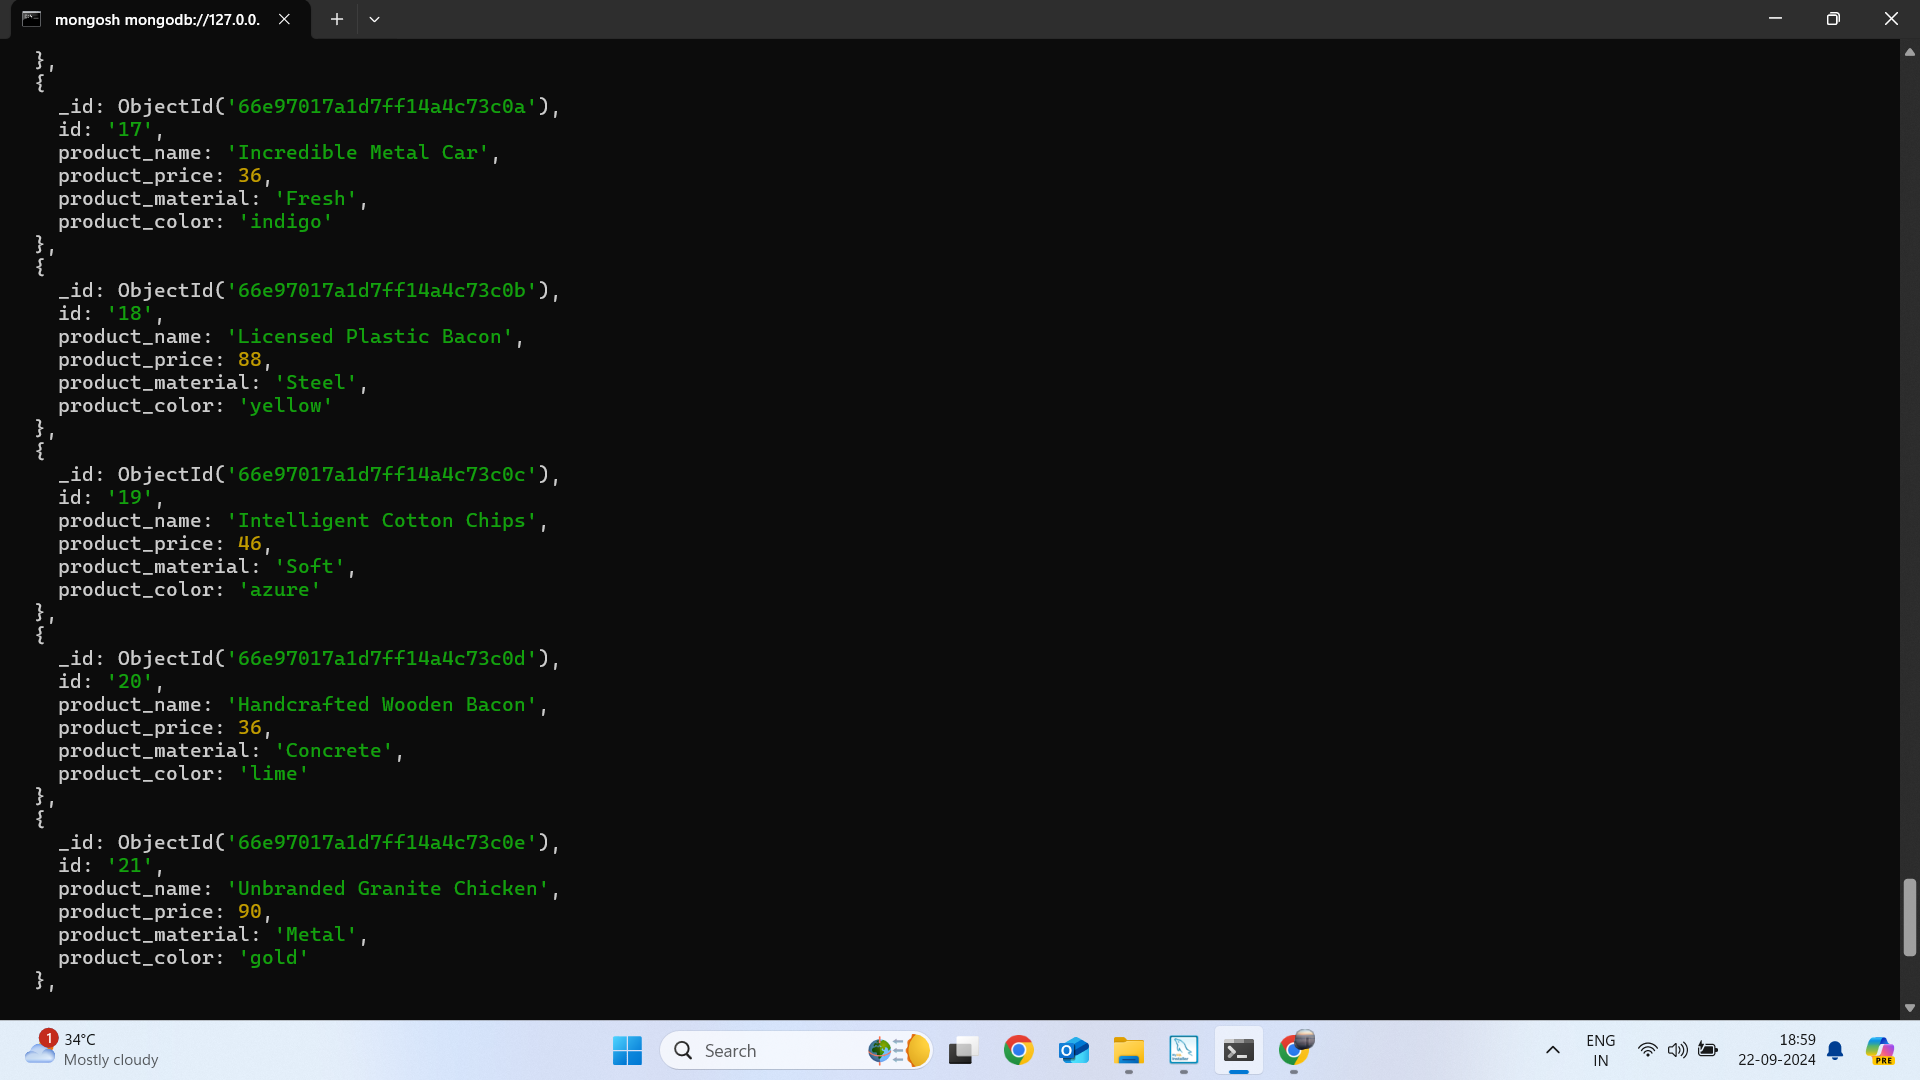 mongosh mongodb://127.0.0.
},
{
_id: ObjectId('66e97017a1d7ff14a4c73c0a'),
id: '17',
product_name: 'Incredible Metal Car',
product_price: 36,
product_material: 'Fresh',
product_color: 'indigo'
},
{
_id: ObjectId('66e97017a1d7ff14a4c73c0b'),
id: '18',
product_name: 'Licensed Plastic Bacon',
product_price: 88,
product_material: 'Steel',
product_color: 'yellow'
},
{
_id: ObjectId('66e97017a1d7ff14a4c73c0c'),
id: '19',
product_name: 'Intelligent Cotton Chips',
product_price: 46,
product_material: 'Soft',
product_color: 'azure'
},
{
_id: ObjectId('66e97017a1d7ff14a4c73c0d'),
id: '20',
product_name: 'Handcrafted Wooden Bacon',
product_price: 36,
product_material: 'Concrete',
product_color: 'lime'
},
{
_id: ObjectId('66e97017a1d7ff14a4c73c0e'),
id: '21',
product_name: 'Unbranded Granite Chicken',
product_price: 90,
product_material: 'Metal',
product_color: 'gold'
},
1
34°C
Mostly cloudy
Search
ENG
IN
18:59
22-09-2024
PRE